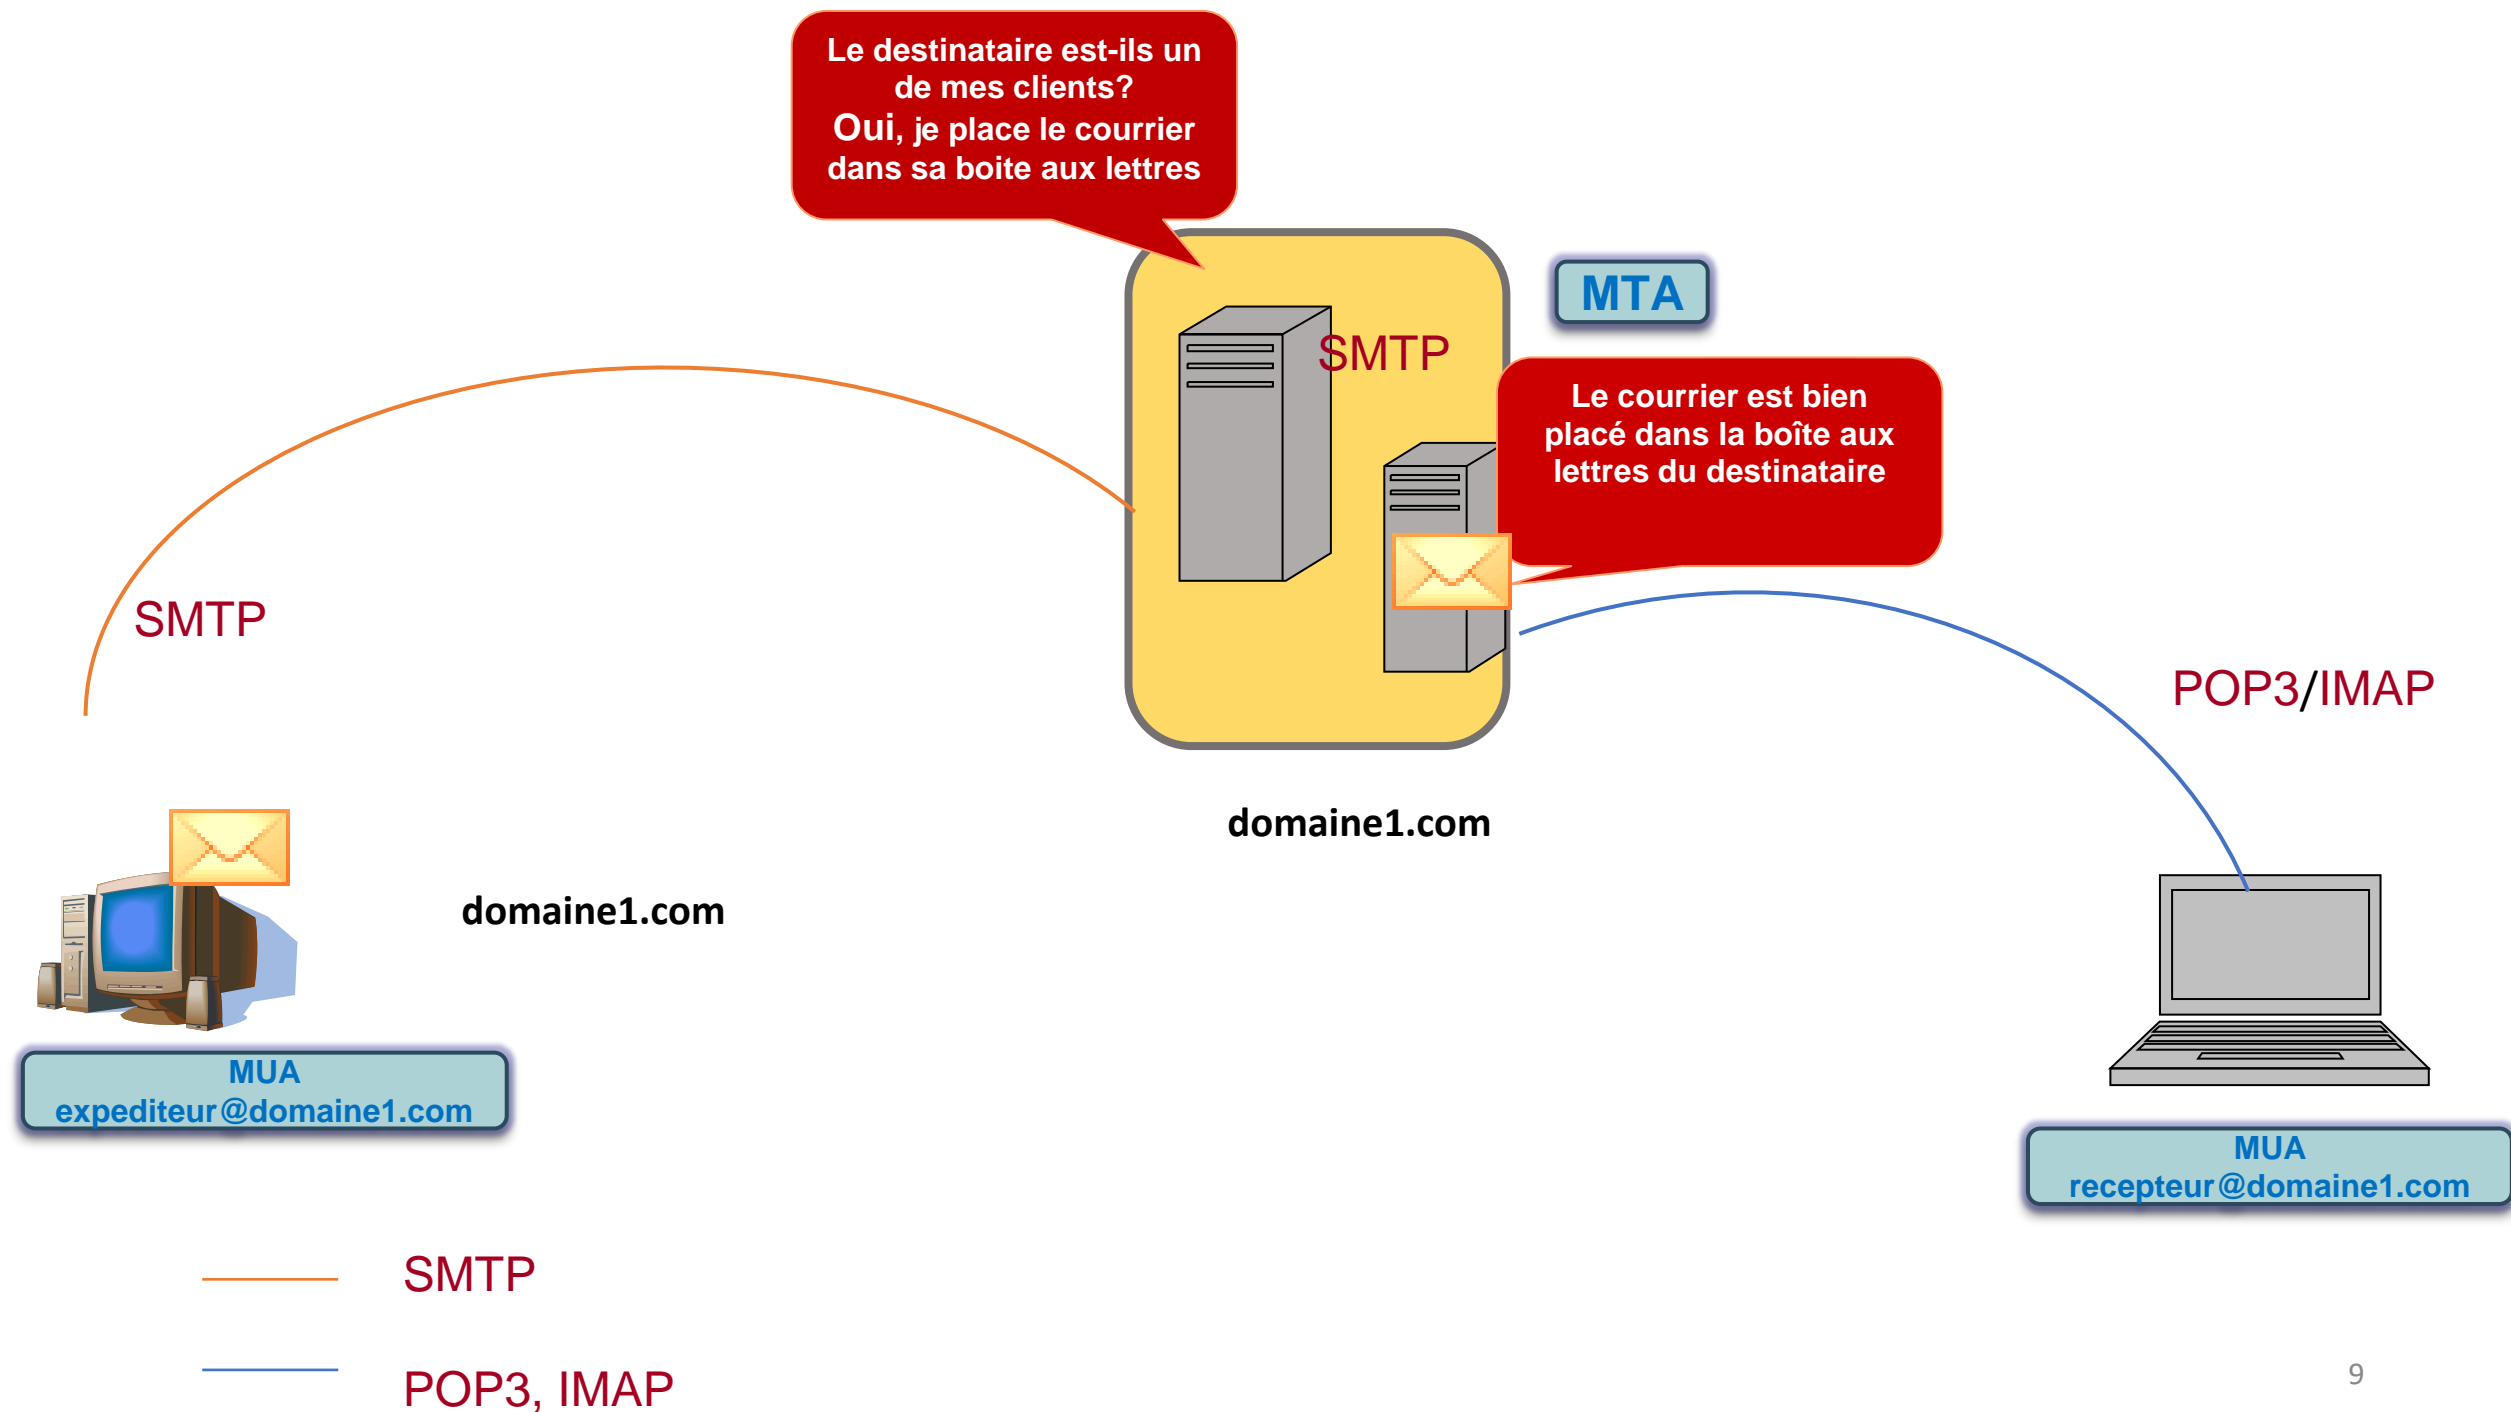 Le destinataire est-ils un
de mes clients?
Oui, je place le courrier
dans sa boite aux lettres
MTA
SMTP
Le courrier est bien
placé dans la boîte aux
lettres du destinataire
SMTP
POP3/IMAP
domaine1.com
domaine1.com
MUA
expediteur@domaine1.com
MUA
recepteur@domaine1.com
SMTP
POP3, IMAP
9